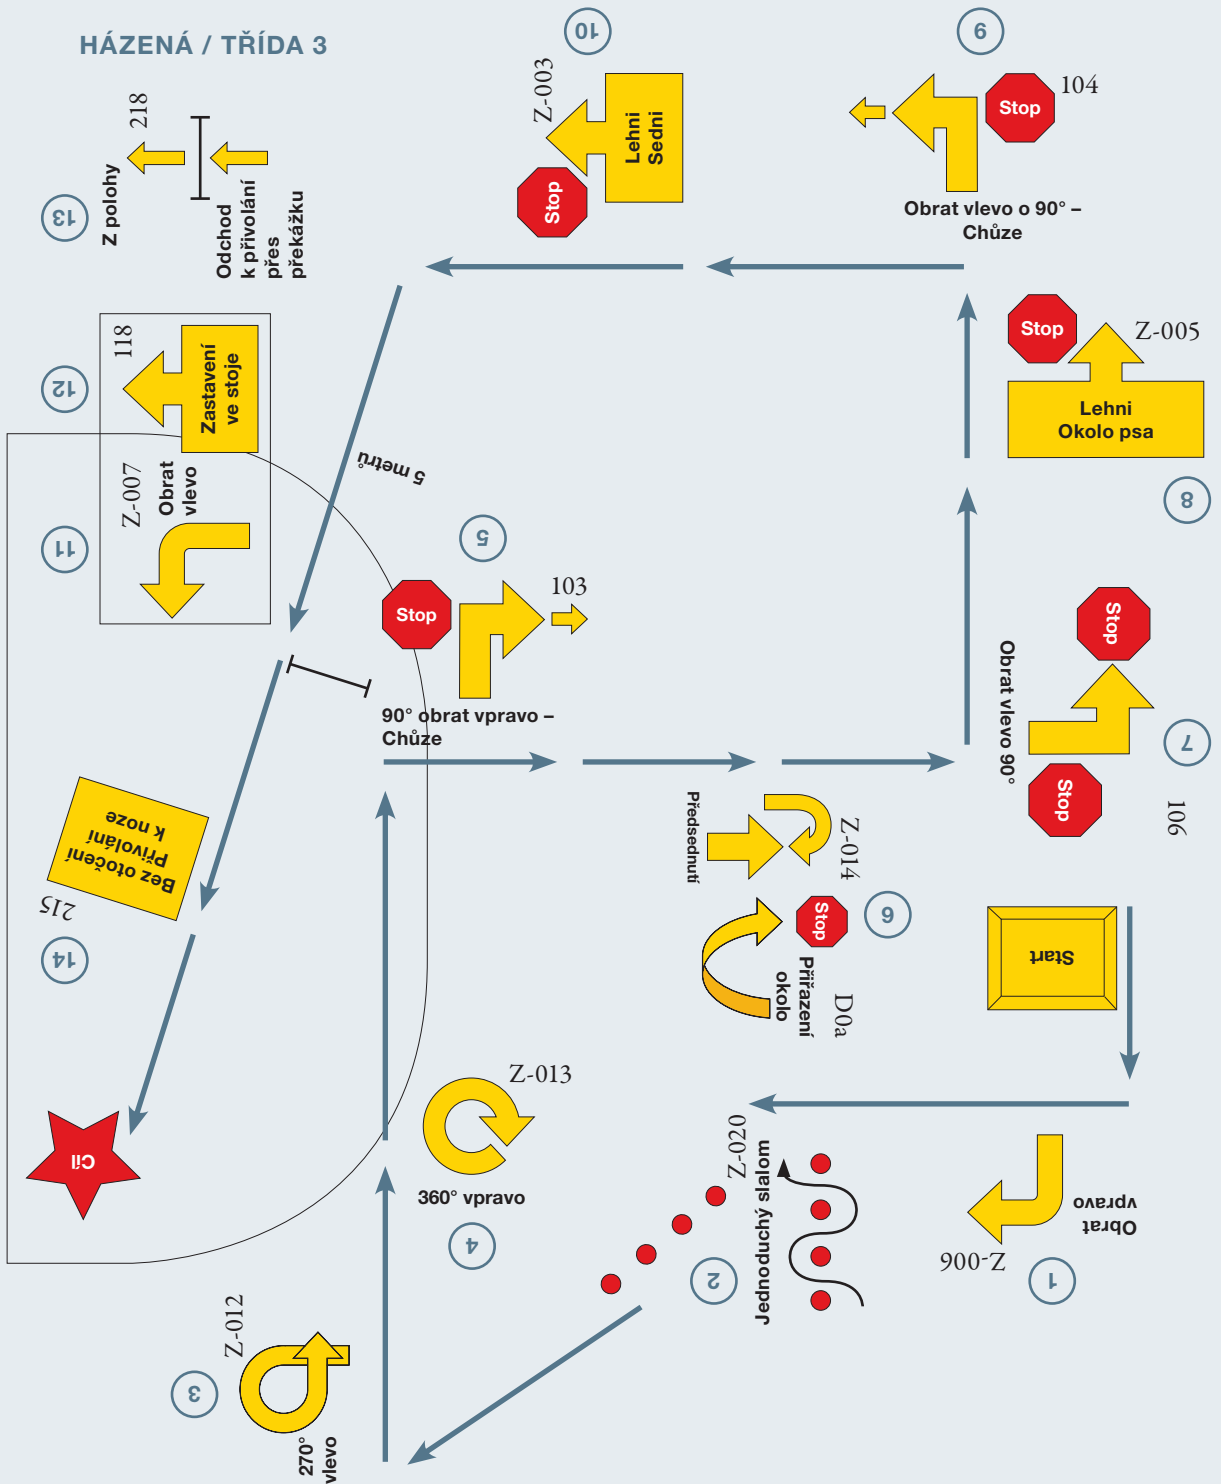 HÁZENÁ / TŘÍDA 3
10
Z-003
Lehni
Sedni
Stop
9
Stop
104
Obrat vlevo o 90° –
Chůze
13
Z polohy
218
Odchod
k přivolání
přes
překážku
12
118
Zastavení
ve stoje
11
Z-007
Obrat
vlevo
5 metrů
Stop
Z-005
Lehni
Okolo psa
8
5
Stop
103
90° obrat vpravo –
Chůze
Obrat vlevo 90°
Stop
Stop
7
106
Předsednutí
Z-014
6
Stop
Přiřazení
okolo
D0a
Start
Bez otočení
Přivolání
k noze
215
14
Cíl
Z-013
360° vpravo
4
Z-020
Jednoduchý slalom
2
Obrat
vpravo
Z-006
1
Z-012
3
270°
vlevo